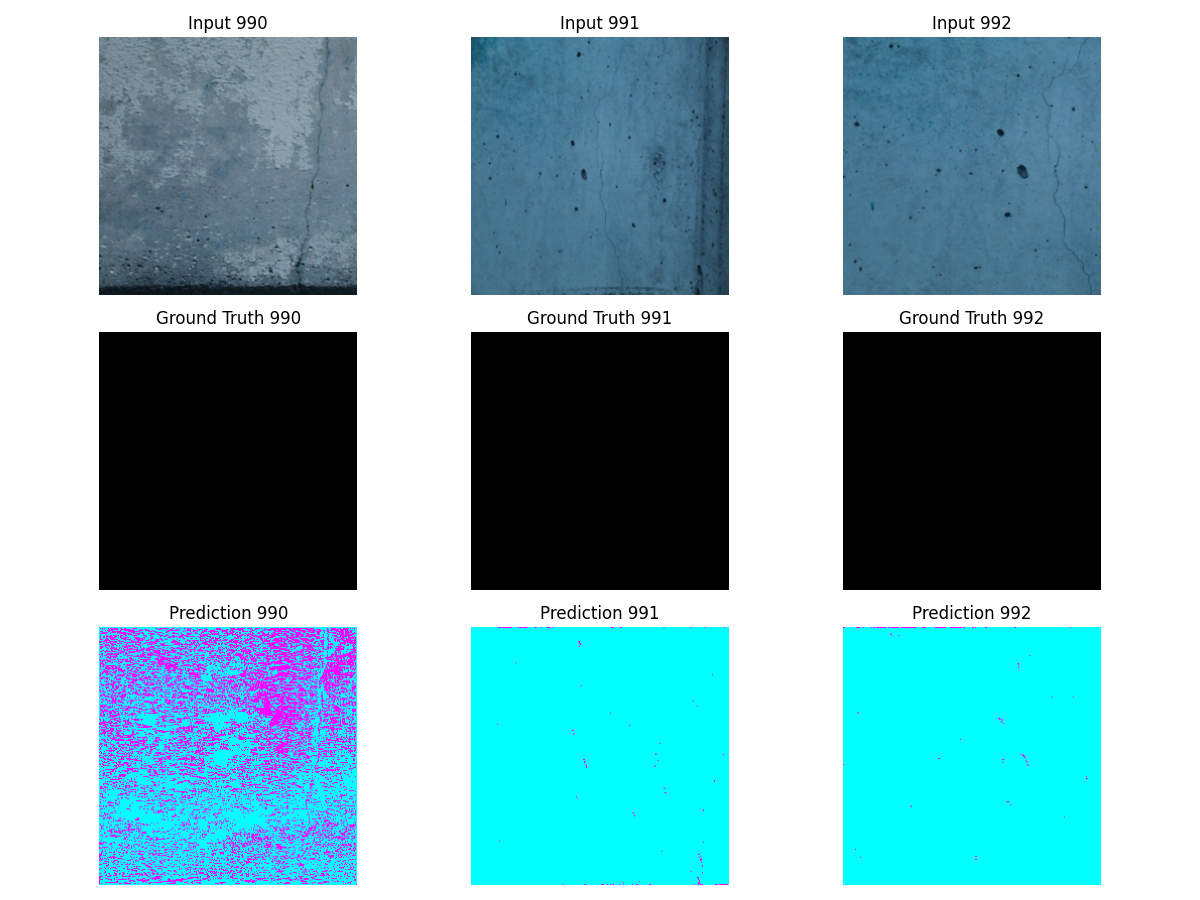 Input 990
Input 991
Input 992
Ground Truth 990
Ground Truth 991
Ground Truth 992
Prediction 990
Prediction 991
Prediction 992